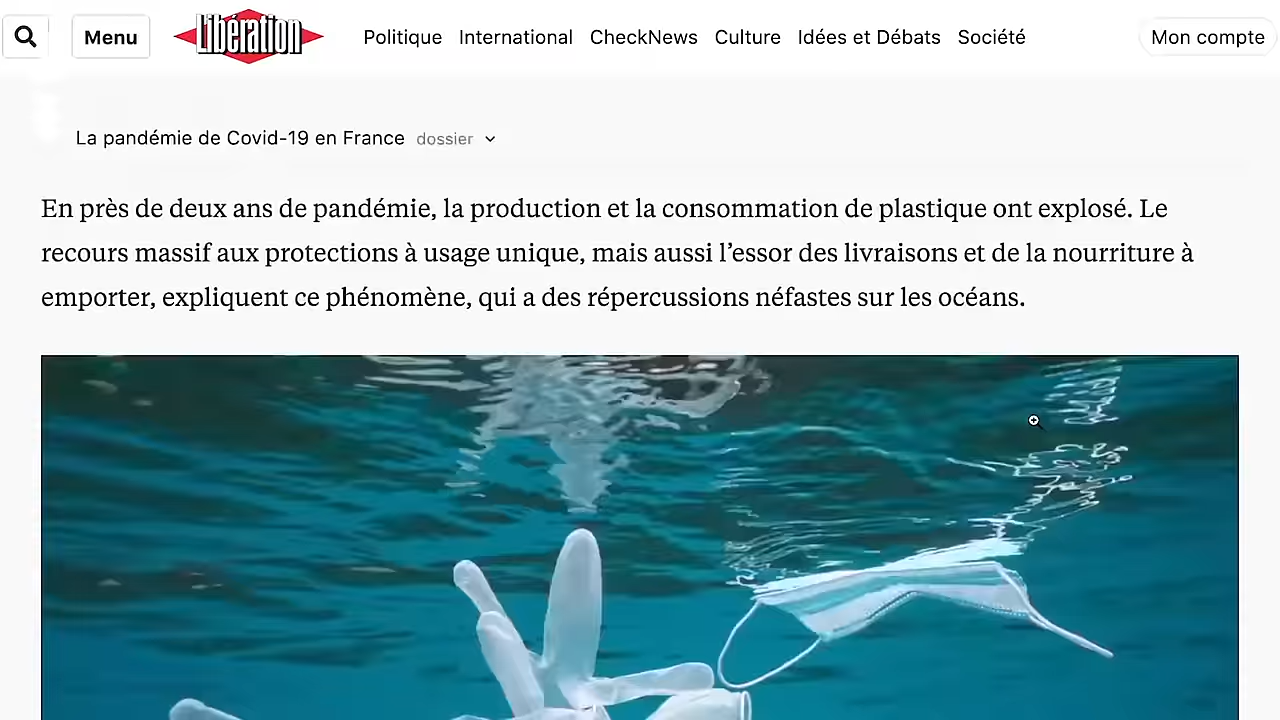 Menu
Libération
Politique International CheckNews Culture Idées et Débats Société
Mon compte
La pandémie de Covid-19 en France dossier
En près de deux ans de pandémie, la production et la consommation de plastique ont explosé. Le
recours massif aux protections à usage unique, mais aussi l’essor des livraisons et de la nourriture à
emporter, expliquent ce phénomène, qui a des répercussions néfastes sur les océans.